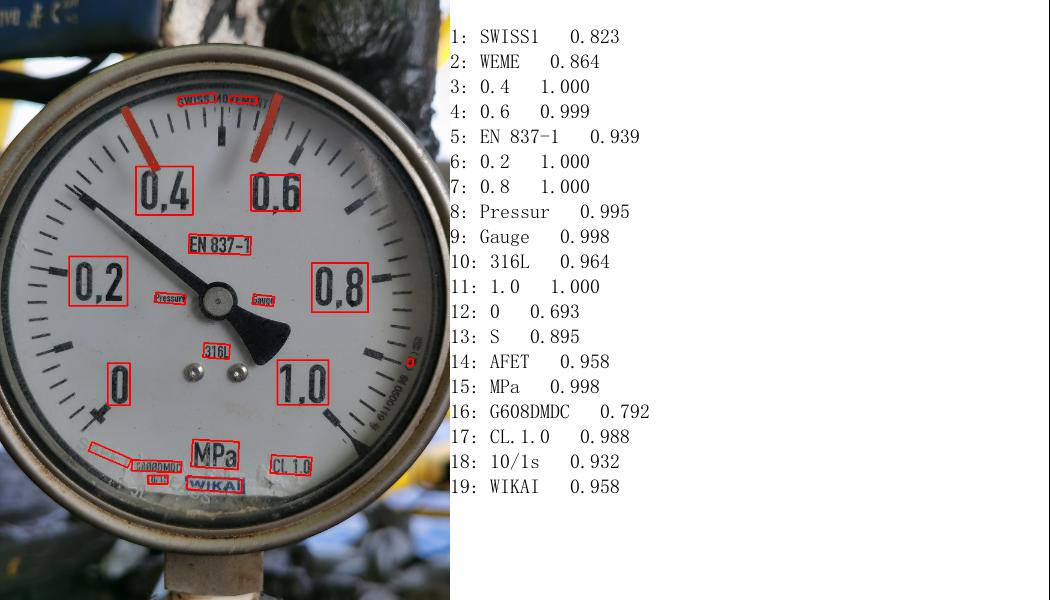 SWISS MOVEMENT
0,4
0,6
EN 837-1
0,2
0,8
Pressure
Gauge
316L
0
1,0
MPa
CL 1.0
WIKAI
1: SWISS1 0.823
2: WEME 0.864
3: 0.4 1.000
4: 0.6 0.999
5: EN 837-1 0.939
6: 0.2 1.000
7: 0.8 1.000
8: Pressur 0.995
9: Gauge 0.998
10: 316L 0.964
11: 1.0 1.000
12: 0 0.693
13: S 0.895
14: AFET 0.958
15: MPa 0.998
16: G608DMDC 0.792
17: CL.1.0 0.988
18: 10/1s 0.932
19: WIKAI 0.958